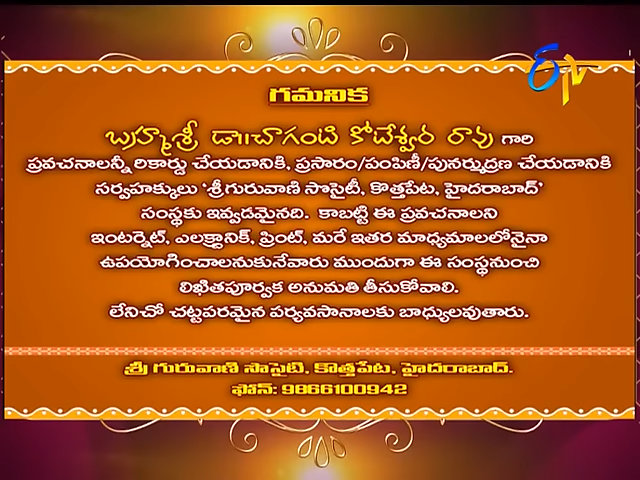 ETV
గమనిక
బ్రహ్మశ్రీ డా॥చాగంటి కోటేశ్వర రావు గారి
ప్రవచనాలన్నీ రికార్డు చేయడానికి, ప్రసారం/పంపిణీ/పునర్ముద్రణ చేయడానికి
సర్వహక్కులు ‘శ్రీ గురువాణి సొసైటీ, కొత్తపేట, హైదరాబాద్’
సంస్థకు ఇవ్వడమైనది. కాబట్టి ఈ ప్రవచనాలని
ఇంటర్నెట్, ఎలక్ట్రానిక్, ప్రింట్, మరే ఇతర మాధ్యమాలలోనైనా
ఉపయోగించాలనుకునేవారు ముందుగా ఈ సంస్థనుంచి
లిఖితపూర్వక అనుమతి తీసుకోవాలి.
లేనిచో చట్టపరమైన పర్యవసానాలకు బాధ్యులవుతారు.
శ్రీ గురువాణి సొసైటి, కొత్తపేట, హైదరాబాద్.
ఫోన్: 9866100942